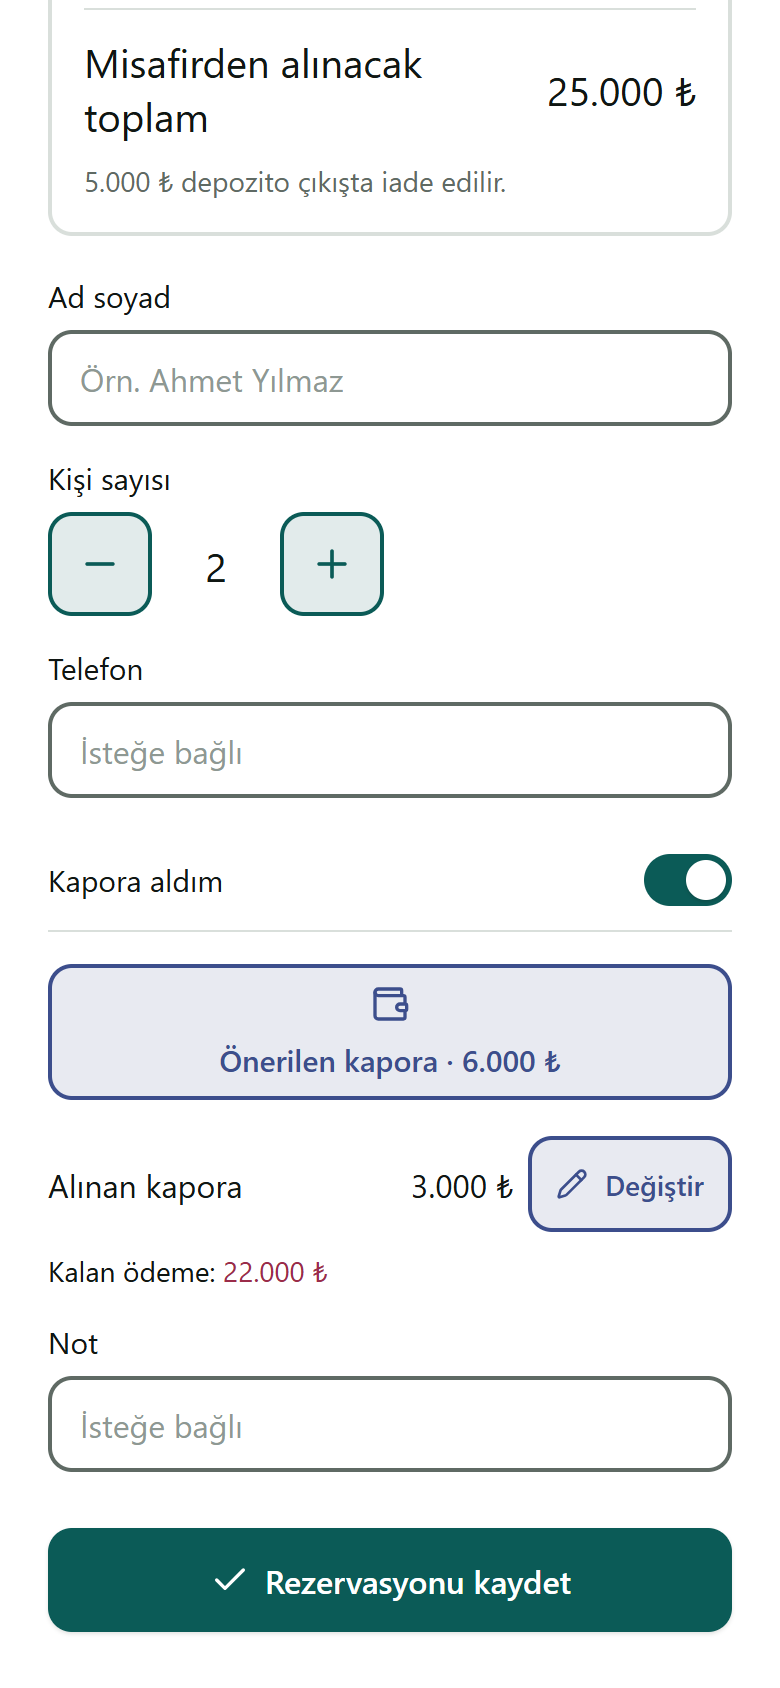 Misafirden alınacak
toplam
25.000 ₺
5.000 ₺ depozito çıkışta iade edilir.
Ad soyad
Örn. Ahmet Yılmaz
Kişi sayısı
2
Telefon
İsteğe bağlı
Kapora aldım
Önerilen kapora · 6.000 ₺
Alınan kapora 3.000 ₺ Değiştir
Kalan ödeme: 22.000 ₺
Not
İsteğe bağlı
Rezervasyonu kaydet